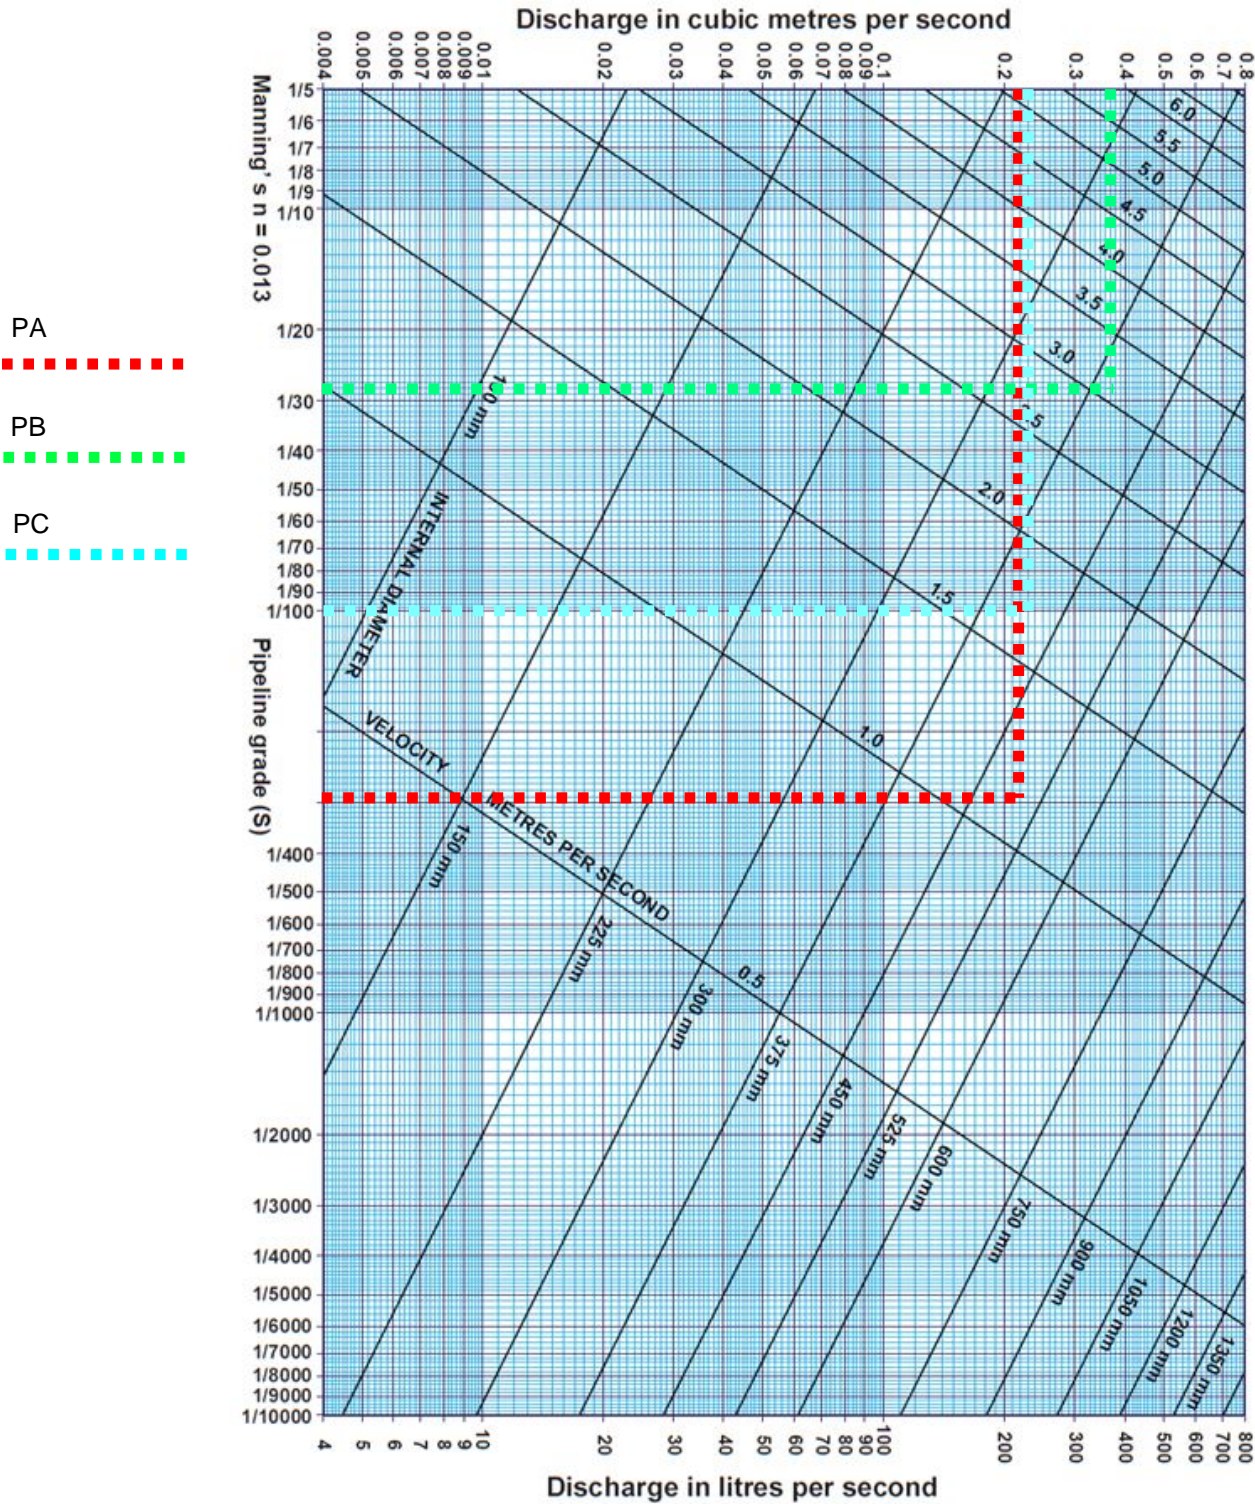 Discharge in cubic metres per second
0.004 0.005 0.006 0.007 0.008 0.009 0.01 0.02 0.03 0.04 0.05 0.06 0.07 0.08 0.09 0.1 0.2 0.3 0.4 0.5 0.6 0.7 0.8
Manning's n = 0.013
Pipeline grade (S)
1/5
1/6
1/7
1/8
1/9
1/10
1/20
1/30
1/40
1/50
1/60
1/70
1/80
1/90
1/100
1/400
1/500
1/600
1/700
1/800
1/900
1/1000
1/2000
1/3000
1/4000
1/5000
1/6000
1/7000
1/8000
1/9000
1/10000
PA
PB
PC
6.0
5.5
5.0
4.5
4.0
3.5
3.0
2.0
1.5
1.0
0.5
INTERNAL DIAMETER
VELOCITY METRES PER SECOND
100 mm
150 mm
225 mm
300 mm
375 mm
450 mm
525 mm
600 mm
750 mm
900 mm
1050 mm
1200 mm
1350 mm
4 5 6 7 8 9 10 20 30 40 50 60 70 80 90 100 200 300 400 500 600 700 800
Discharge in litres per second